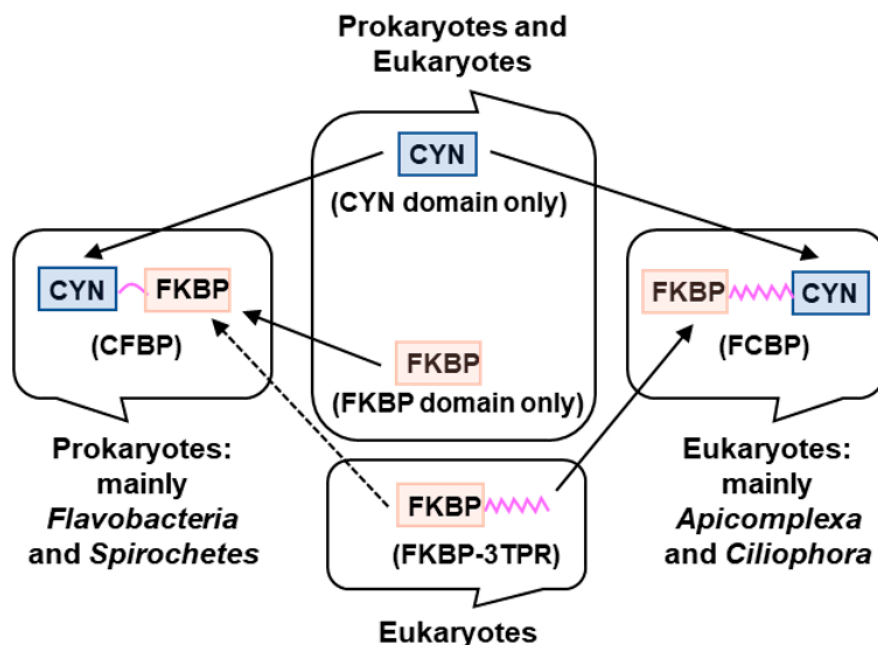 Prokaryotes and
Eukaryotes
CYN
(CYN domain only)
CYN FKBP
(CFBP)
FKBP CYN
(FCBP)
FKBP
(FKBP domain only)
Prokaryotes:
mainly
Flavobacteria
and Spirochetes
Eukaryotes:
mainly
Apicomplexa
and Ciliophora
FKBP
(FKBP-3TPR)
Eukaryotes